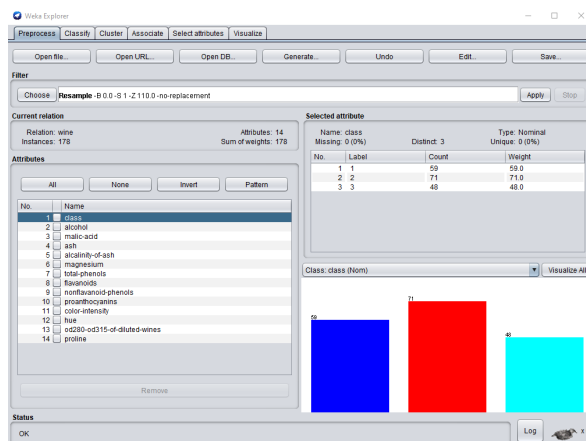 Weka Explorer
Preprocess Classify Cluster Associate Select attributes Visualize
Open file... Open URL... Open DB... Generate... Undo Edit... Save...
Filter
Choose Resample -B 0.0 -S 1 -Z 110.0 -no-replacement Apply Stop
Current relation
Relation: wine Attributes: 14
Instances: 178 Sum of weights: 178
Attributes
All None Invert Pattern
No. Name
1 class
2 alcohol
3 malic-acid
4 ash
5 alcalinity-of-ash
6 magnesium
7 total-phenols
8 flavanoids
9 nonflavanoid-phenols
10 proanthocyanins
11 color-intensity
12 hue
13 od280-od315-of-diluted-wines
14 proline
Remove
Selected attribute
Name: class Type: Nominal
Missing: 0 (0%) Distinct: 3 Unique: 0 (0%)
No. Label Count Weight
1 1 59 59.0
2 2 71 71.0
3 3 48 48.0
Class: class (Nom) Visualize All
59
71
48
Status
OK
Log
x